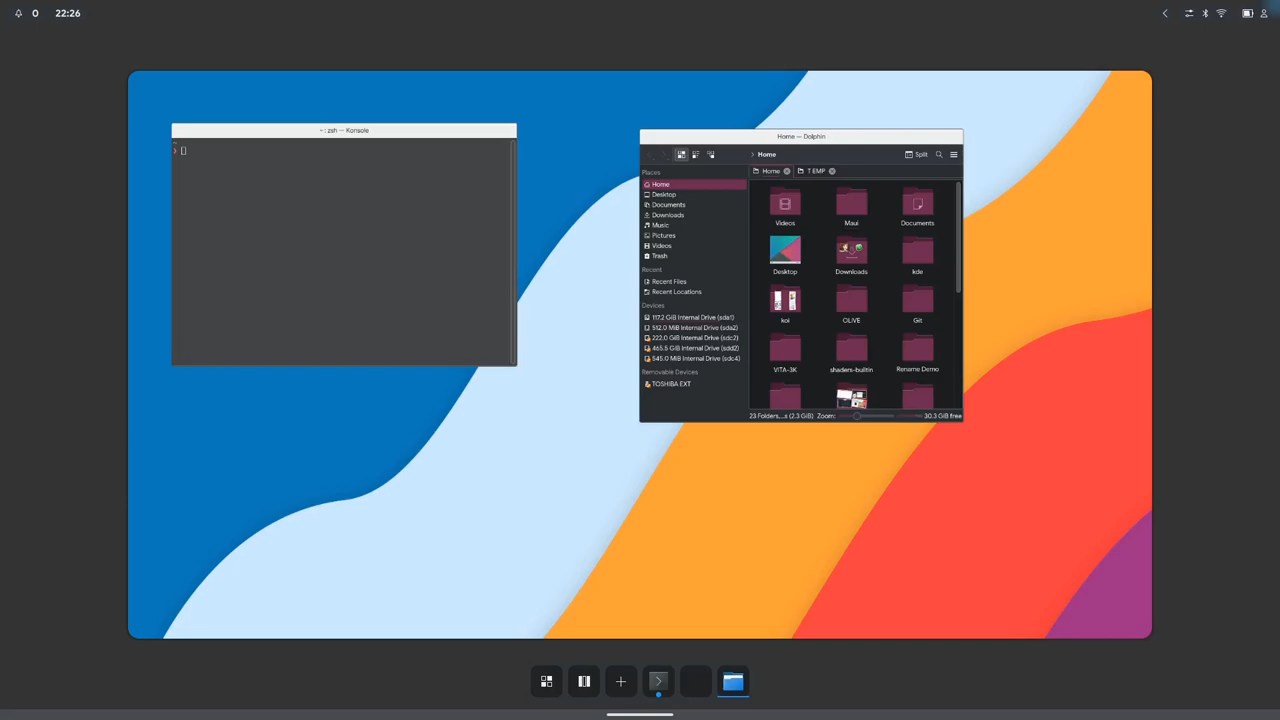 0 22:26
~ : zsh — Konsole
~
❯
Home — Dolphin
Home
Split
Home
T EMP
Places
Home
Desktop
Documents
Downloads
Music
Pictures
Videos
Trash
Recent
Recent Files
Recent Locations
Devices
117.2 GiB Internal Drive (sda1)
512.0 MiB Internal Drive (sda2)
222.0 GiB Internal Drive (sdc2)
465.5 GiB Internal Drive (sdd2)
545.0 MiB Internal Drive (sdc4)
Removable Devices
TOSHIBA EXT
Videos Maui Documents
Desktop Downloads kde
koi OLIVE Git
VITA-3K shaders-builtin Rename Demo
23 Folders,...s (2.3 GiB) Zoom: 30.3 GiB free